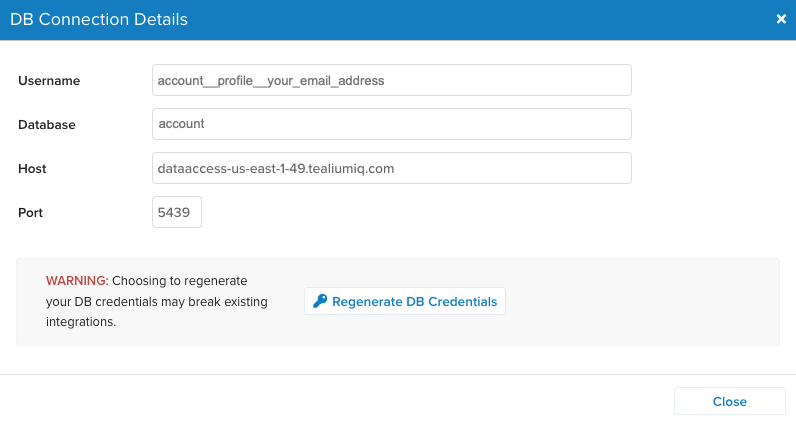 DB Connection Details ×
Username account__profile__your_email_address
Database account
Host dataaccess-us-east-1-49.tealiumiq.com
Port 5439
WARNING: Choosing to regenerate
your DB credentials may break existing
integrations.
Regenerate DB Credentials
Close